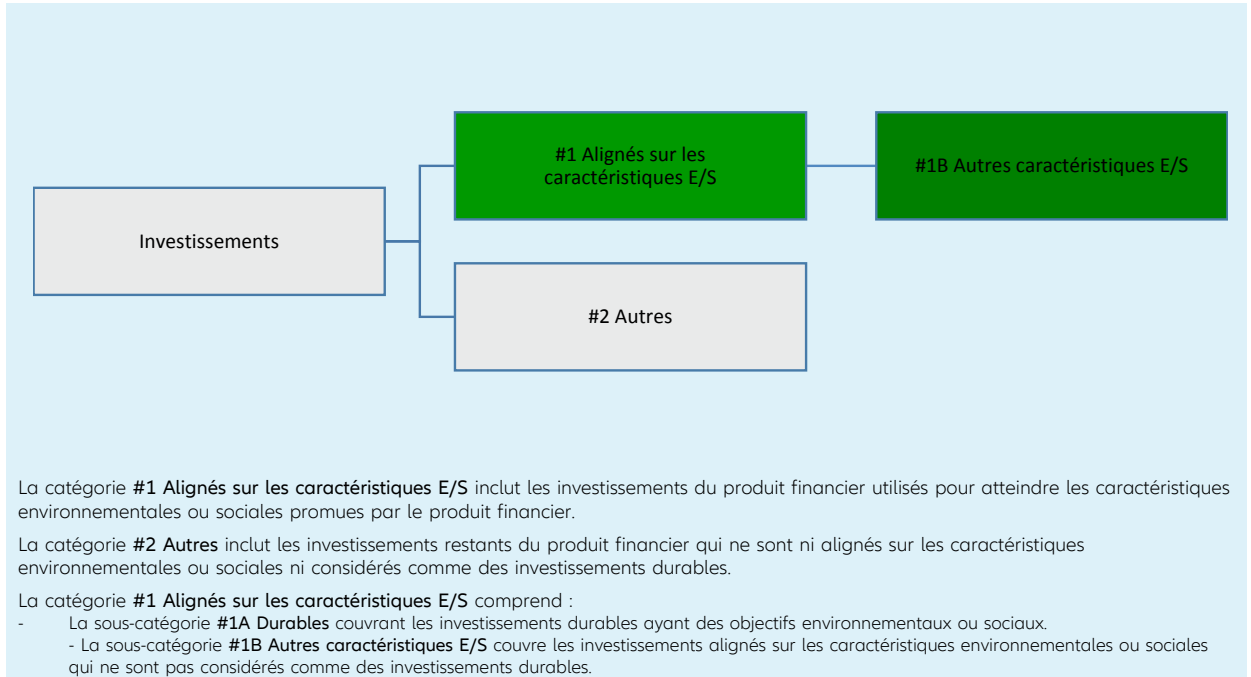 #1 Alignés sur les
caractéristiques E/S
#1B Autres caractéristiques E/S
Investissements
#2 Autres
La catégorie #1 Alignés sur les caractéristiques E/S inclut les investissements du produit financier utilisés pour atteindre les caractéristiques
environnementales ou sociales promues par le produit financier.
La catégorie #2 Autres inclut les investissements restants du produit financier qui ne sont ni alignés sur les caractéristiques
environnementales ou sociales ni considérés comme des investissements durables.
La catégorie #1 Alignés sur les caractéristiques E/S comprend :
- La sous-catégorie #1A Durables couvrant les investissements durables ayant des objectifs environnementaux ou sociaux.
- La sous-catégorie #1B Autres caractéristiques E/S couvre les investissements alignés sur les caractéristiques environnementales ou sociales
qui ne sont pas considérés comme des investissements durables.